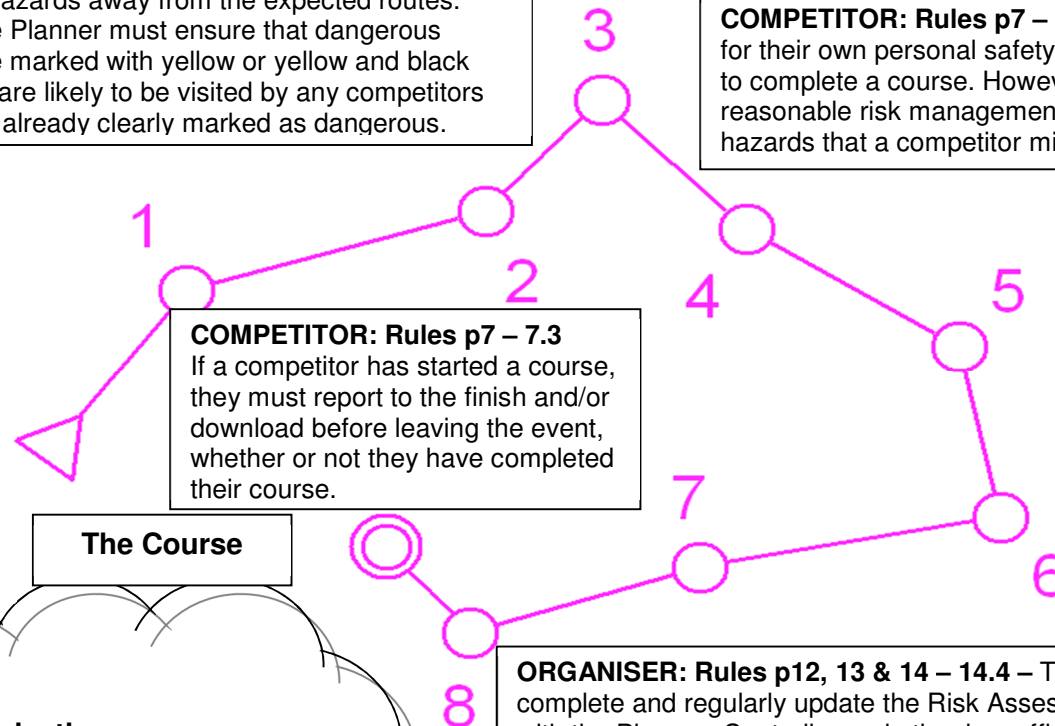 hazards away from the expected routes.
Planner must ensure that dangerous
marked with yellow or yellow and black
are likely to be visited by any competitors
already clearly marked as dangerous.
3
COMPETITOR: Rules p7 –
for their own personal safety
to complete a course.
reasonable risk
hazards that a competitor
1
2
4
5
COMPETITOR: Rules p7 – 7.3
If a competitor has started a course,
they must report to the finish and/or
download before leaving the event,
whether or not they have completed
their course.
7
The Course
6
8
ORGANISER: Rules p12, 13 & 14 – 14.4 –
complete and regularly update the Risk